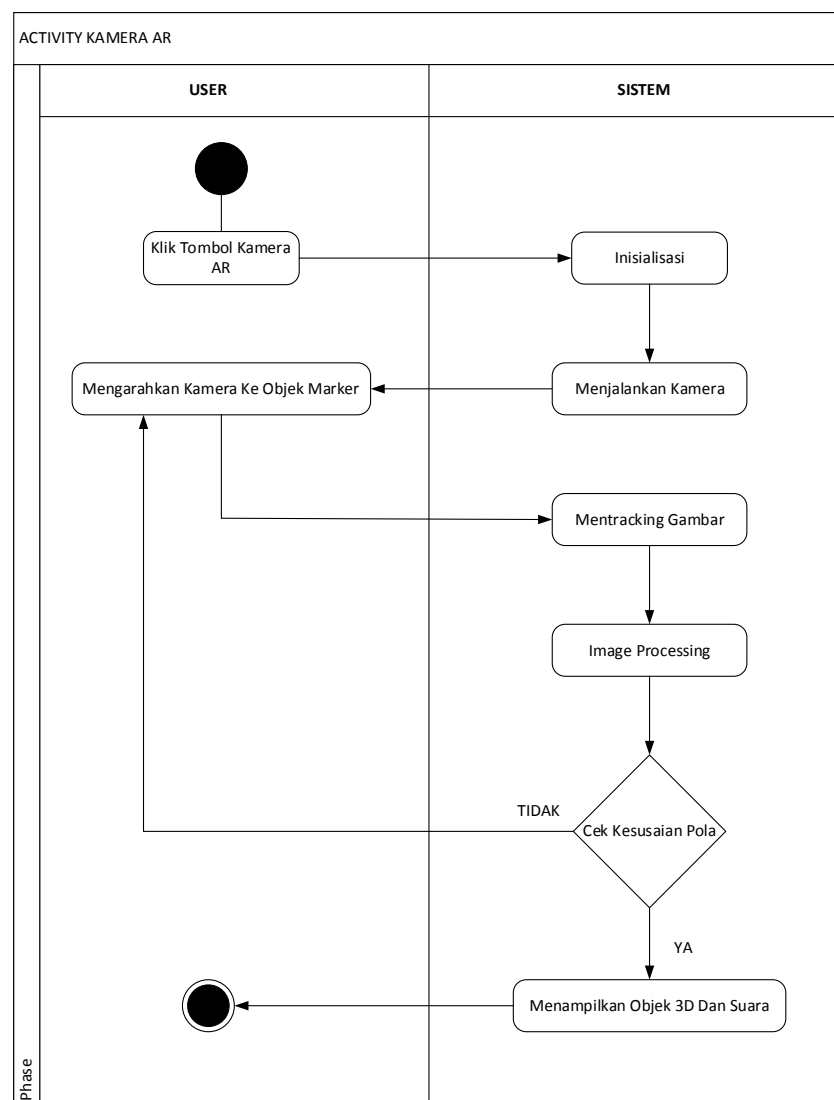 ACTIVITY KAMERA AR
USER
SISTEM
Klik Tombol Kamera
AR
Inisialisasi
Mengarahkan Kamera Ke Objek Marker
Menjalankan Kamera
Mentracking Gambar
Image Processing
TIDAK
Cek Kesusaian Pola
YA
Menampilkan Objek 3D Dan Suara
Phase